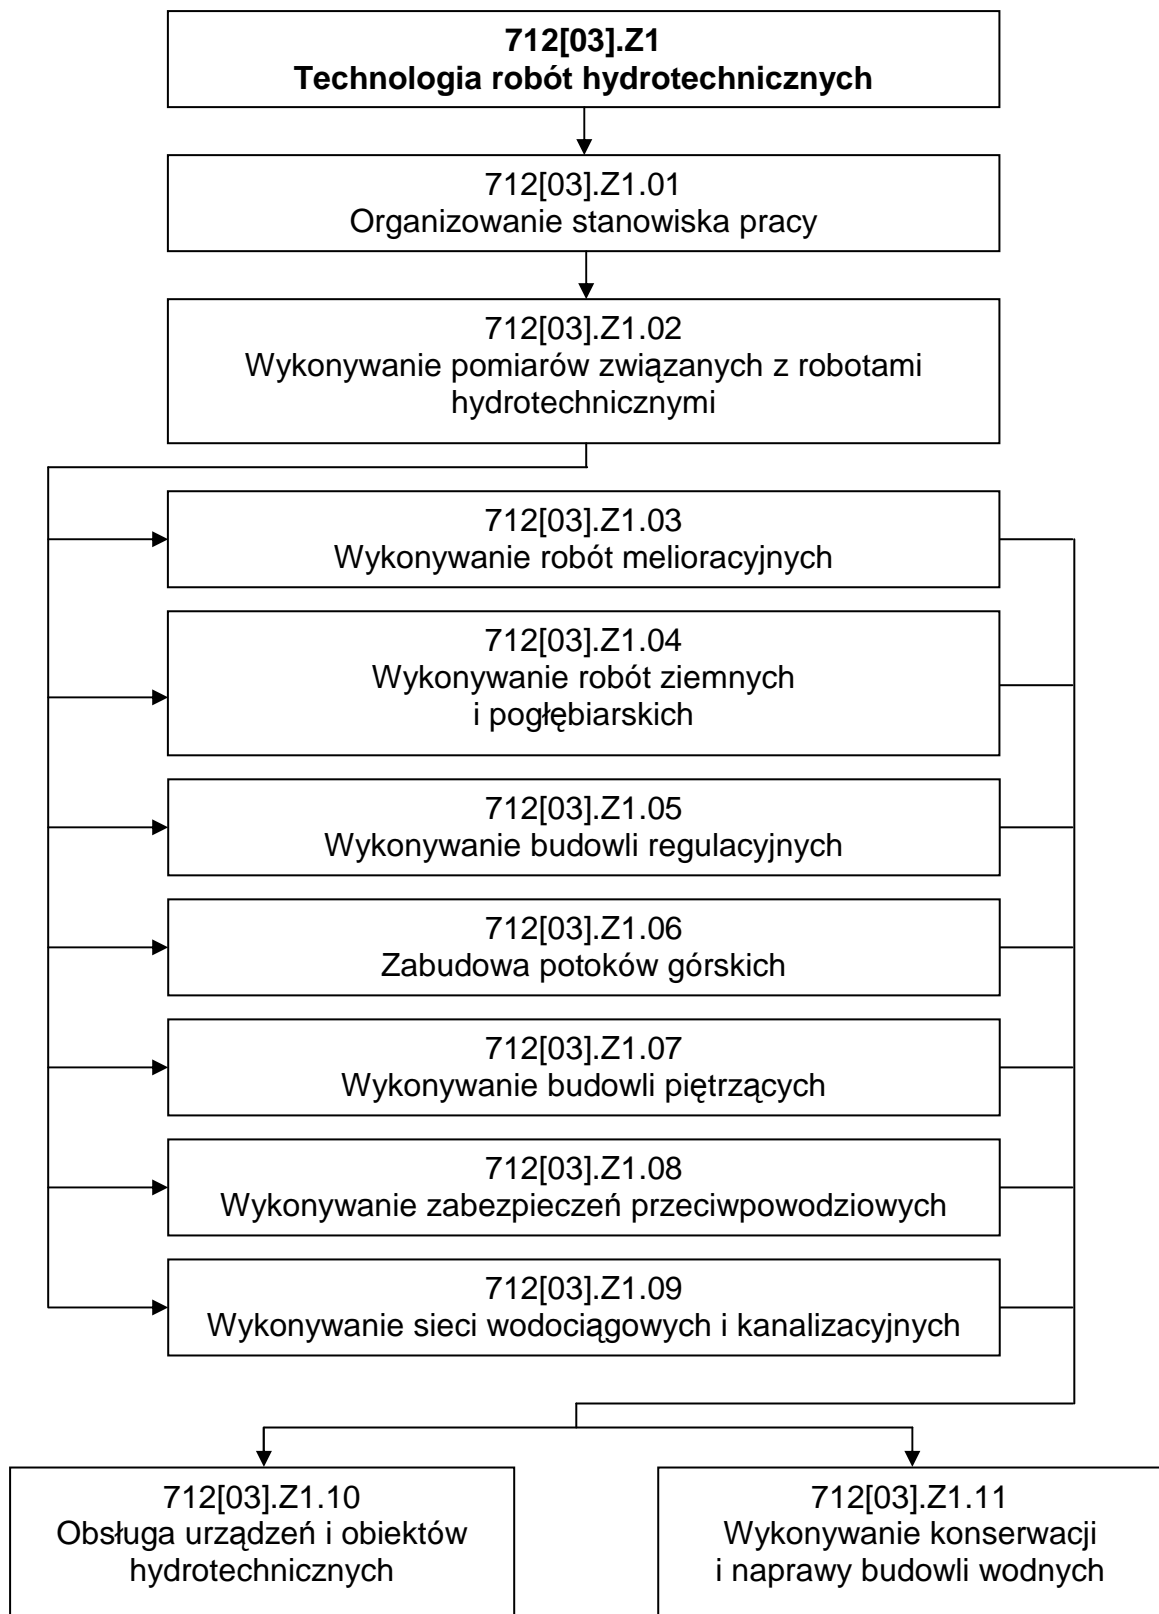 712[03].Z1
Technologia robót hydrotechnicznych
712[03].Z1.01
Organizowanie stanowiska pracy
712[03].Z1.02
Wykonywanie pomiarów związanych z robotami
hydrotechnicznymi
712[03].Z1.03
Wykonywanie robót melioracyjnych
712[03].Z1.04
Wykonywanie robót ziemnych
i pogłębiarskich
712[03].Z1.05
Wykonywanie budowli regulacyjnych
712[03].Z1.06
Zabudowa potoków górskich
712[03].Z1.07
Wykonywanie budowli piętrzących
712[03].Z1.08
Wykonywanie zabezpieczeń przeciwpowodziowych
712[03].Z1.09
Wykonywanie sieci wodociągowych i kanalizacyjnych
712[03].Z1.10
Obsługa urządzeń i obiektów
hydrotechnicznych
712[03].Z1.11
Wykonywanie konserwacji
i naprawy budowli wodnych